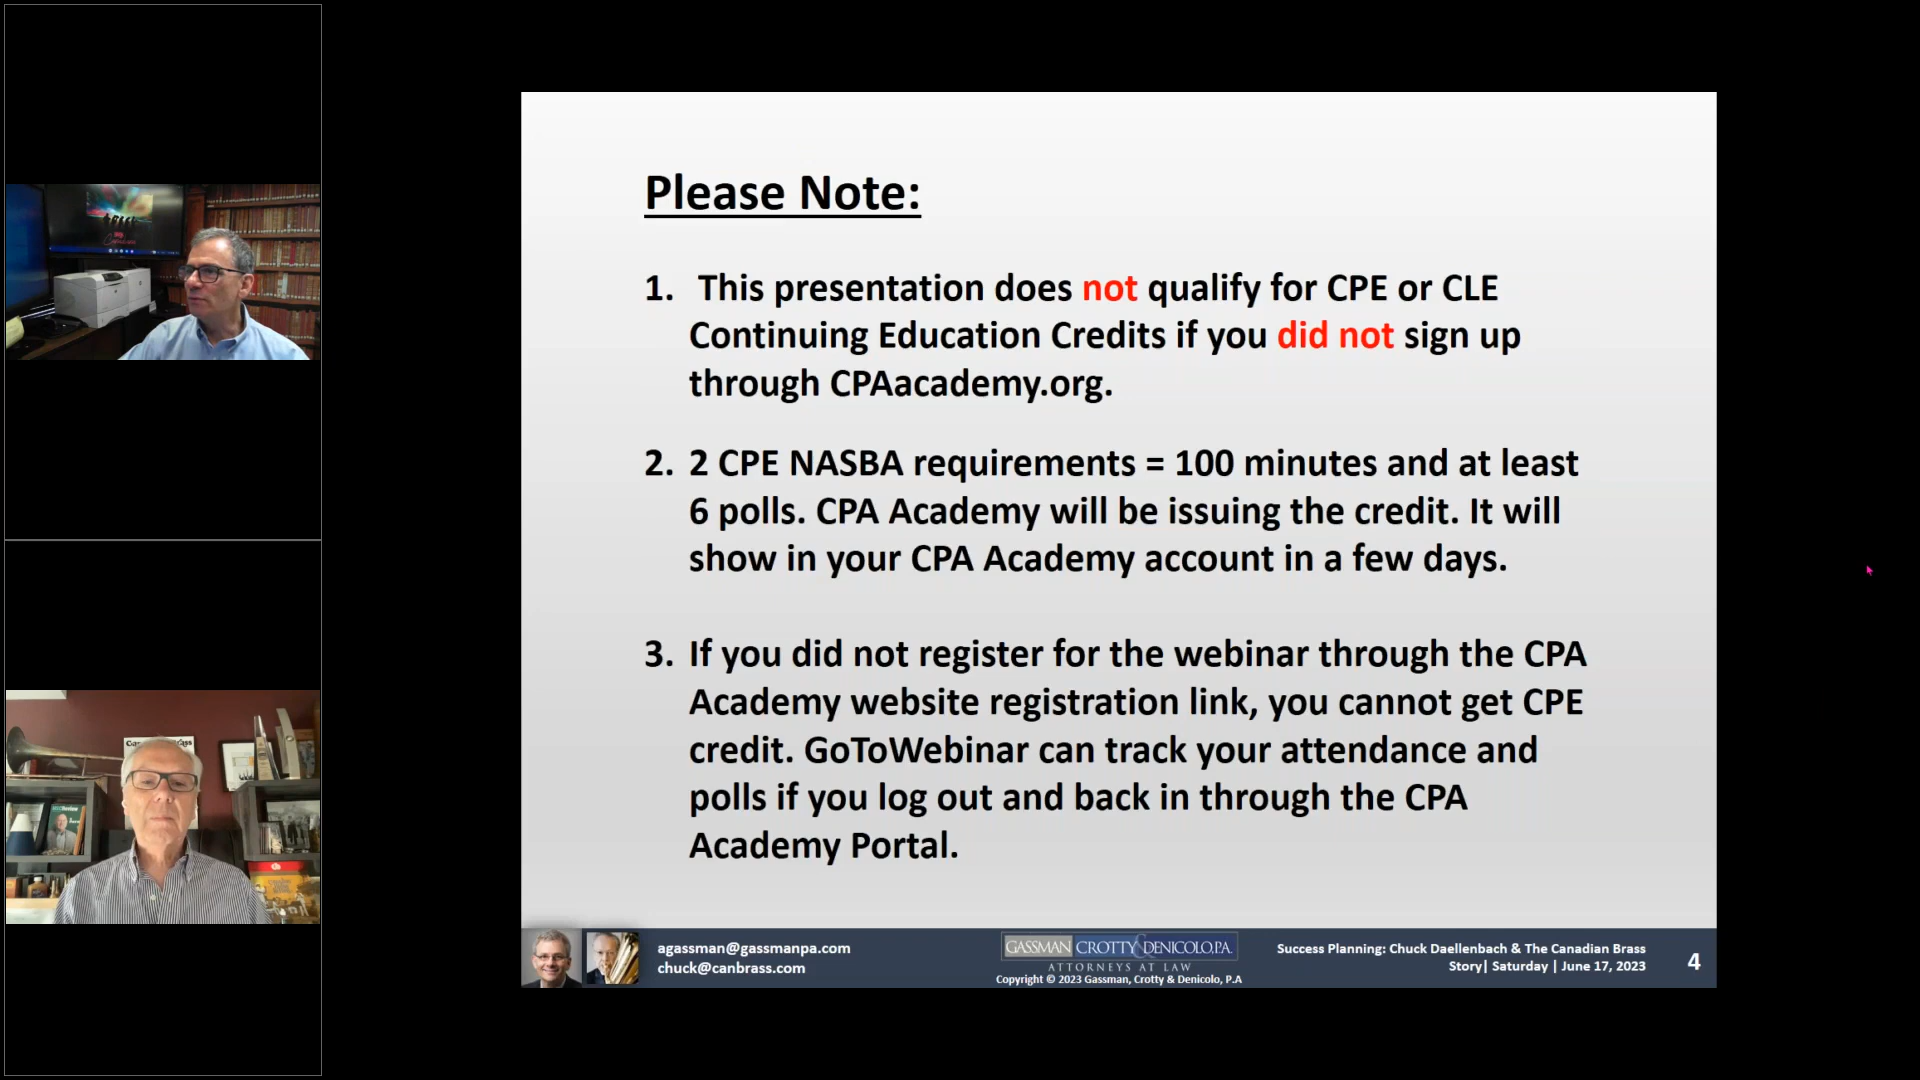 Please Note:
1. This presentation does not qualify for CPE or CLE
Continuing Education Credits if you did not sign up
through CPAacademy.org.
2. 2 CPE NASBA requirements = 100 minutes and at least
6 polls. CPA Academy will be issuing the credit. It will
show in your CPA Academy account in a few days.
3. If you did not register for the webinar through the CPA
Academy website registration link, you cannot get CPE
credit. GoToWebinar can track your attendance and
polls if you log out and back in through the CPA
Academy Portal.
agassman@gassmanpa.com
chuck@canbrass.com
GASSMAN CROTTY & DENICOLO, P.A.
ATTORNEYS AT LAW
Copyright © 2023 Gassman, Crotty & Denicolo, P.A
Success Planning: Chuck Daellenbach & The Canadian Brass
Story| Saturday | June 17, 2023
4